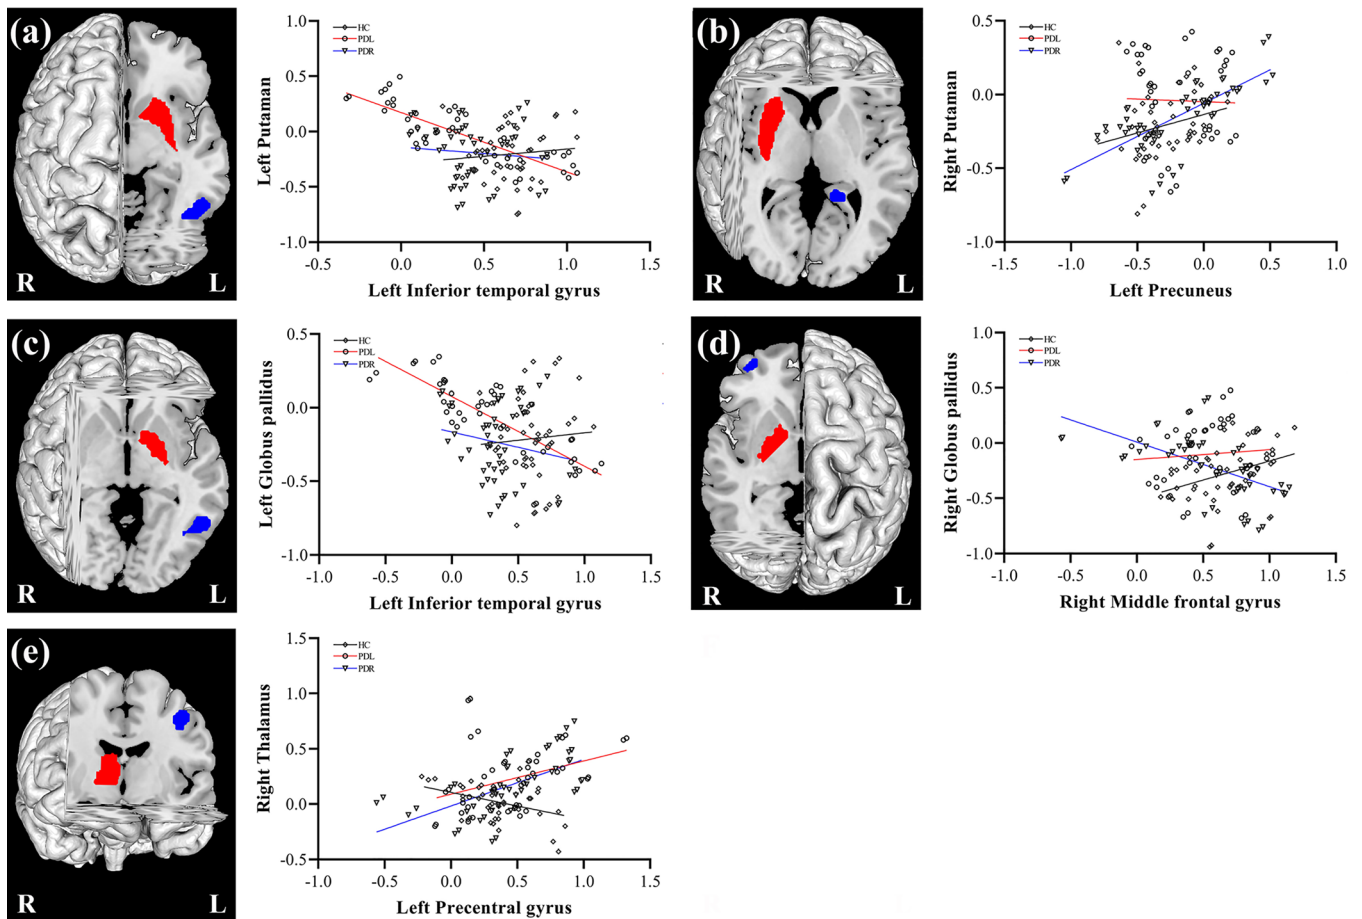 (a)
R L
HC
PDL
PDR
Left Putaman
1.0
0.5
0.0
-0.5
-1.0
-0.5 0.0 0.5 1.0 1.5
Left Inferior temporal gyrus
(b)
R L
HC
PDL
PDR
Right Putaman
0.5
0.0
-0.5
-1.0
-1.0 -0.5 0.0 0.5 1.0
Left Precuneus
(c)
R L
HC
PDL
PDR
Left Globus pallidus
0.5
0.0
-0.5
-1.0
-1.0 -0.5 0.0 0.5 1.0 1.5
Left Inferior temporal gyrus
(d)
R L
HC
PDL
PDR
Right Globus pallidus
1.0
0.5
0.0
-0.5
-1.0
-1.0 -0.5 0.0 0.5 1.0 1.5
Right Middle frontal gyrus
(e)
R L
HC
PDL
PDR
Right Thalamus
1.5
1.0
0.5
0.0
-0.5
-1.0 -0.5 0.0 0.5 1.0 1.5
Left Precentral gyrus